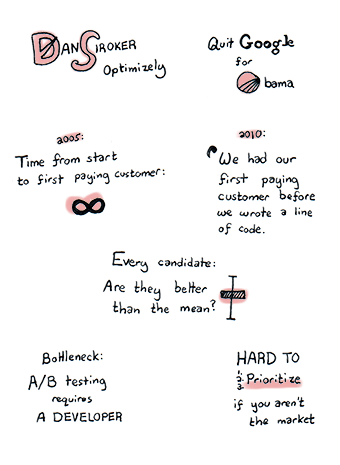 Dan Siroker
Optimizely
Quit Google
for
Obama
2005:
Time from start
to first paying customer:
∞
2010:
"We had our
first paying
customer before
we wrote a line
of code.
Every candidate:
Are they better
than the mean?
Bottleneck:
A/B testing
requires
A DEVELOPER
HARD TO
1 2 3 Prioritize
if you aren't
the market